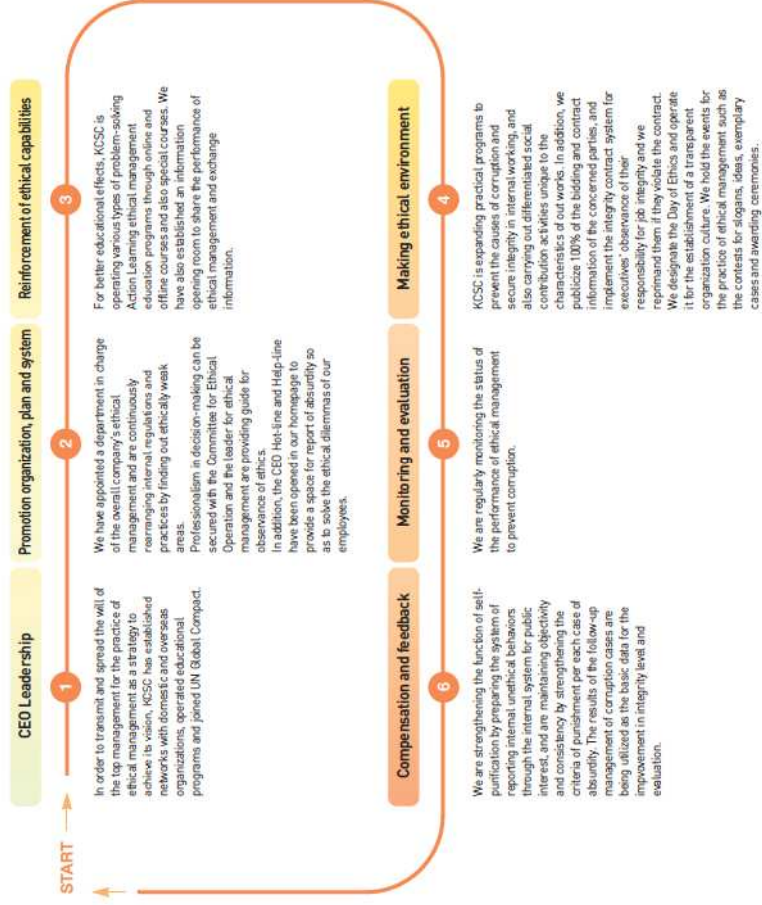 START
CEO Leadership
1
In order to transmit and spread the will of
the top management for the practice of
ethical management as a strategy to
achieve its vision, KCSC has established
networks with domestic and overseas
organizations, operated educational
programs and joined UN Global Compact.
Promotion organization, plan and system
2
We have appointed a department in charge
of the overall company's ethical
management and are continuously
rearranging internal regulations and
practices by finding out ethically weak
areas.
Professionalism in decision-making can be
secured with the Committee for Ethical
Operation and the leader for ethical
management are providing guide for
observance of ethics.
In addition, the CEO Hot-line and Help-line
have been opened in our homepage to
provide a space for report of absurdity so
as to solve the ethical dilemmas of our
employees.
Reinforcement of ethical capabilities
3
For better educational effects, KCSC is
operating various types of problem-solving
Action Learning ethical management
education programs through online and
offline courses and also special courses. We
have also established an information
opening room to share the performance of
ethical management and exchange
information.
Making ethical environment
4
KCSC is expanding practical programs to
prevent the causes of corruption and
secure integrity in internal working, and
also carrying out differentiated social
contribution activities unique to the
characteristics of out works. In addition, we
publicize 100% of the bidding and contract
information of the concerned parties, and
implement the integrity contract system for
executives' observance of their
responsibility for job integrity and we
reprimand them if they violate the contract.
We designate the Day of Ethics and operate
it for the establishment of a transparent
organization culture. We hold the events for
the practice of ethical management such as
the contests for slogans, ideas, exemplary
cases and awarding ceremonies.
Monitoring and evaluation
5
We are regularly monitoring the status of
the performance of ethical management
to prevent corruption.
Compensation and feedback
6
We are strengthening the function of self-
purification by preparing the system of
reporting internal unethical behaviors
through the internal system for public
interest, and are maintaining objectivity
and consistency by strengthening the
criteria of punishment per each case of
absurdity. The results of the follow-up
management of corruption cases are
being utilized as the basic data for the
improvement in integrity level and
evaluation.